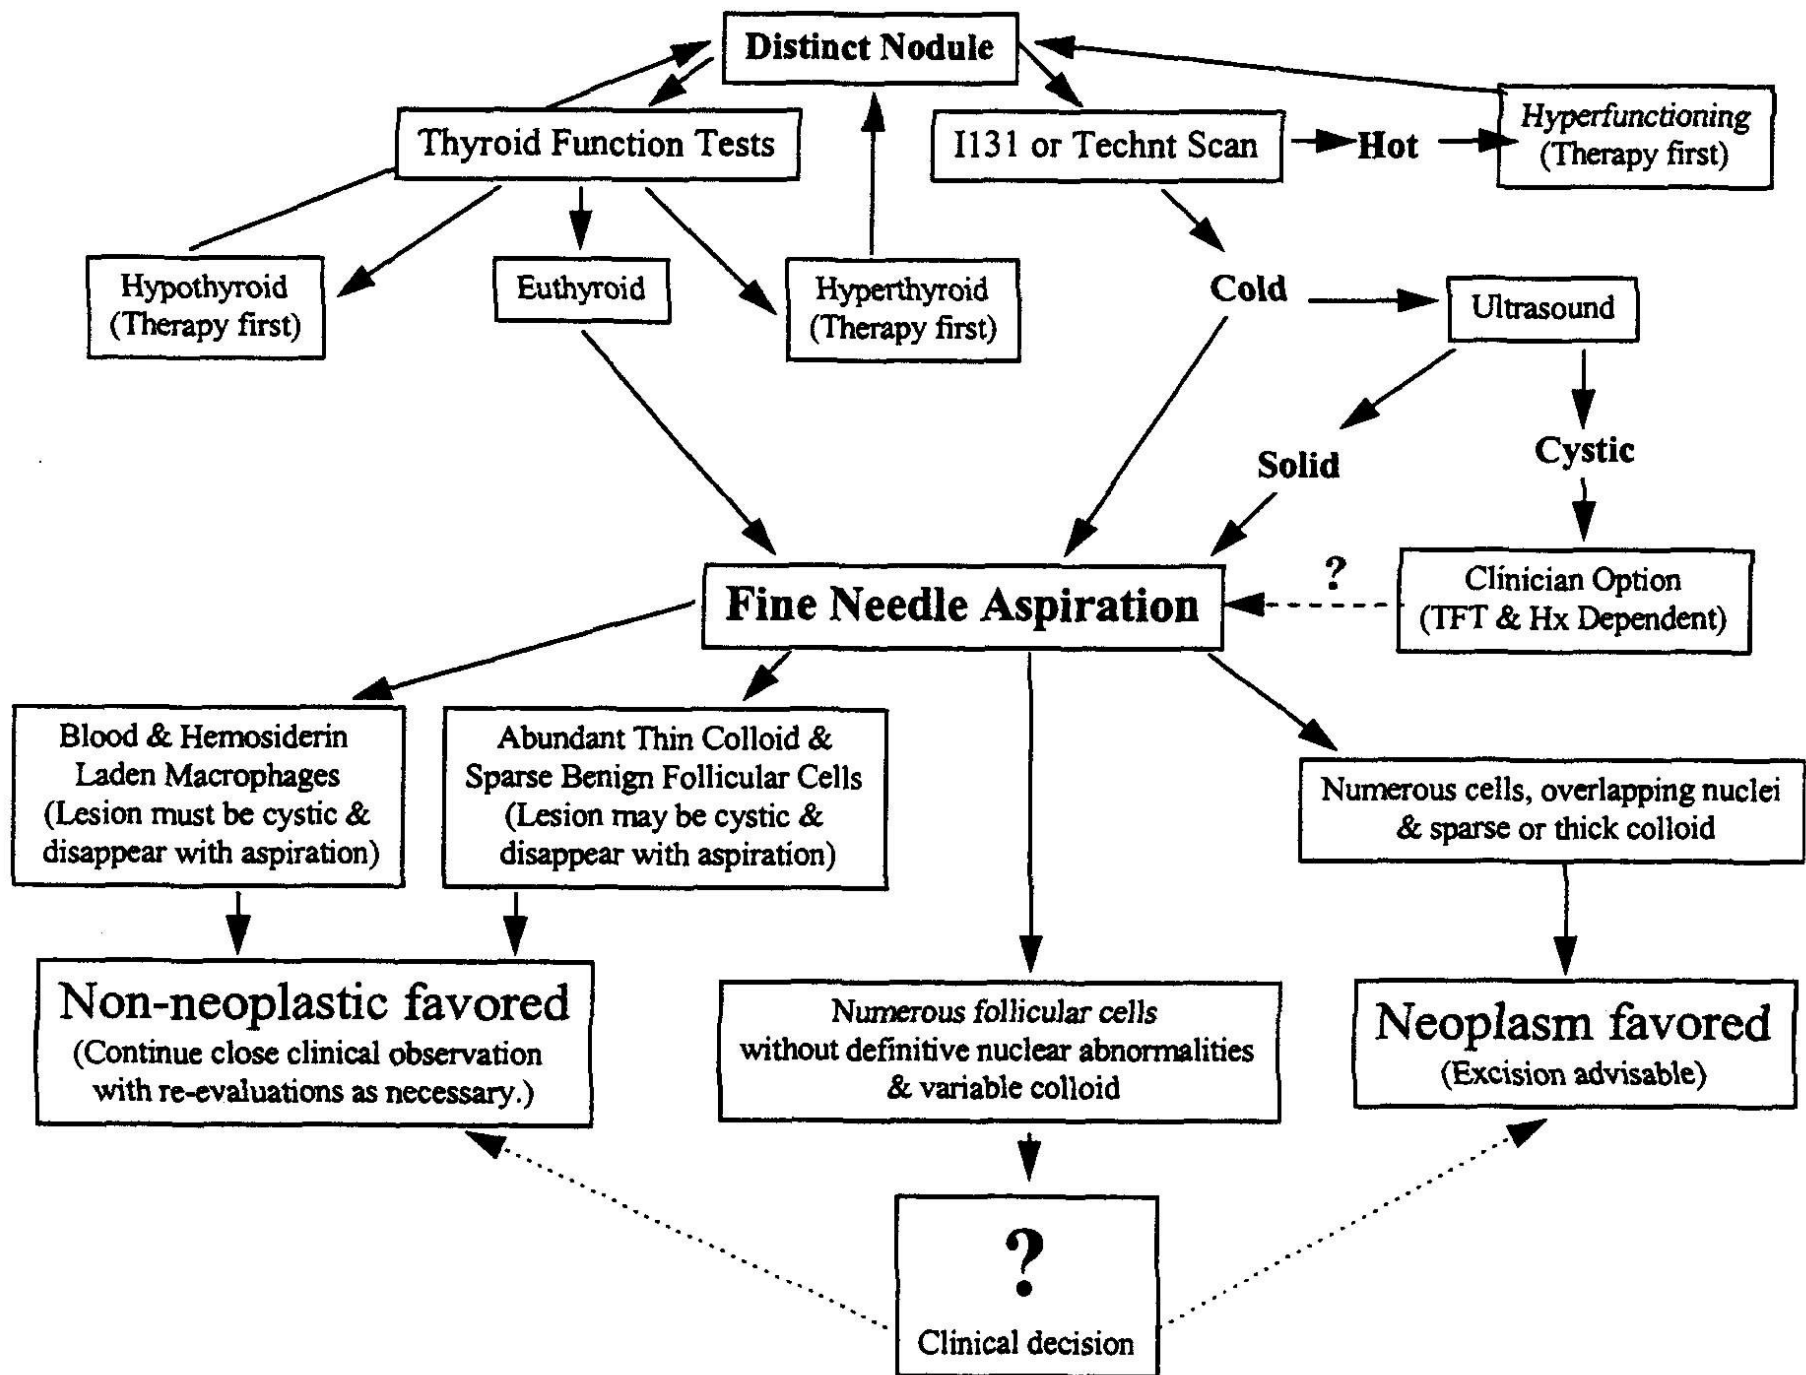 Distinct Nodule
Thyroid Function Tests
I131 or Technt Scan
Hot
Hyperfunctioning
(Therapy first)
Hypothyroid
(Therapy first)
Euthyroid
Hyperthyroid
(Therapy first)
Cold
Ultrasound
Solid
Cystic
Fine Needle Aspiration
?
Clinician Option
(TFT & Hx Dependent)
Blood & Hemosiderin
Laden Macrophages
(Lesion must be cystic &
disappear with aspiration)
Abundant Thin Colloid &
Sparse Benign Follicular Cells
(Lesion may be cystic &
disappear with aspiration)
Numerous cells, overlapping nuclei
& sparse or thick colloid
Non-neoplastic favored
(Continue close clinical observation
with re-evaluations as necessary.)
Numerous follicular cells
without definitive nuclear abnormalities
& variable colloid
Neoplasm favored
(Excision advisable)
?
Clinical decision